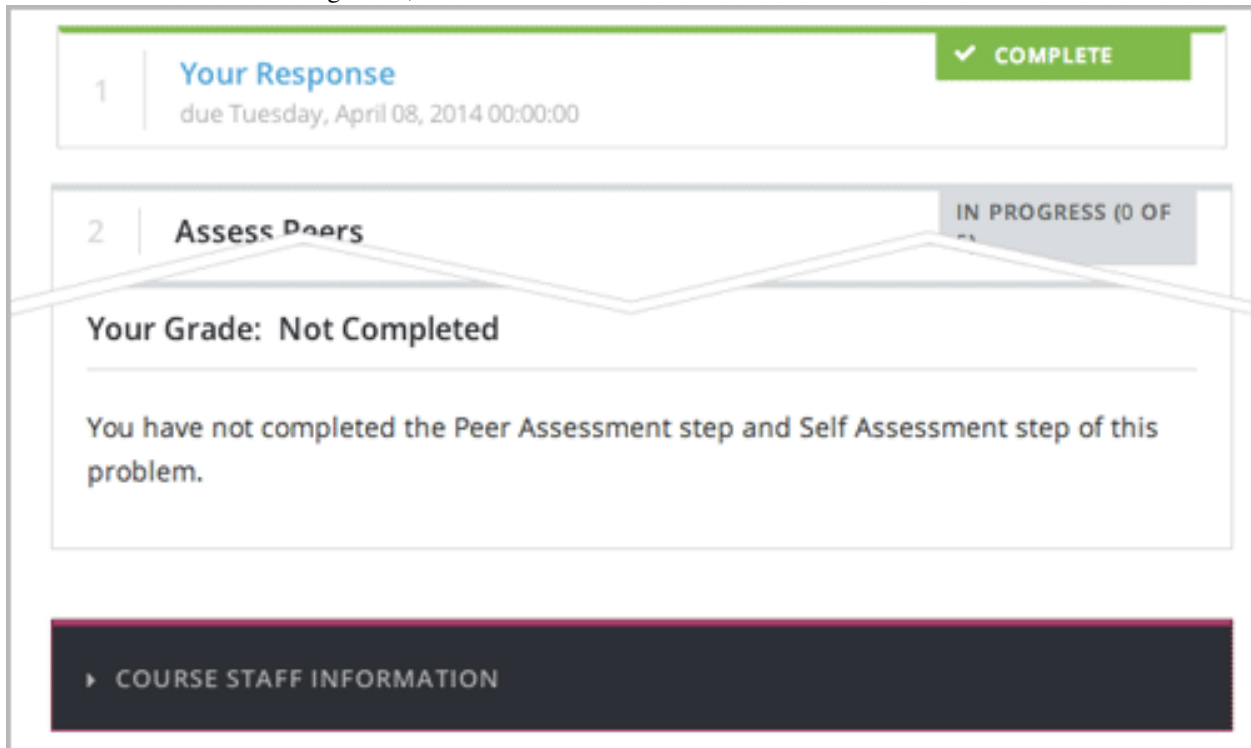 1
Your Response
✔ COMPLETE
due Tuesday, April 08, 2014 00:00:00
2
Assess Peers
IN PROGRESS (0 OF
Your Grade: Not Completed
You have not completed the Peer Assessment step and Self Assessment step of this
problem.
COURSE STAFF INFORMATION